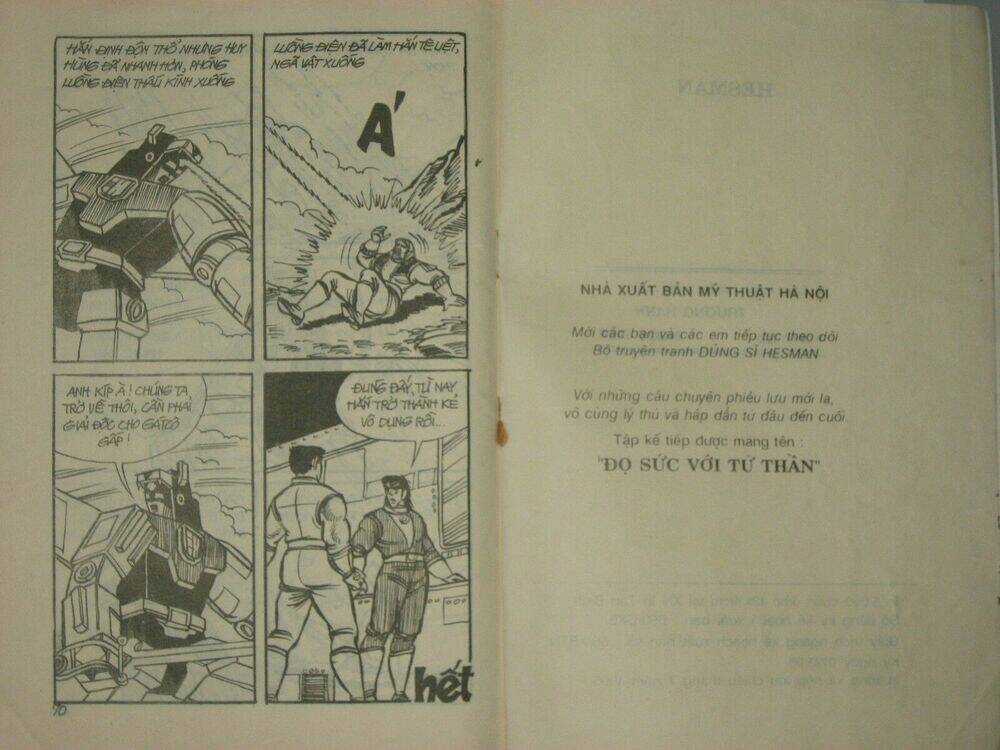 HẮN ĐỊNH ĐỘN THỔ NHƯNG HUY
HÙNG ĐÃ NHANH HƠN, PHÓNG
LUỒNG ĐIỆN THẤU KÍNH XUỐNG
LUỒNG ĐIỆN ĐÃ LÀM HẮN TÊ LIỆT,
NGÃ VẬT XUỐNG
Á
ANH KÍP À! CHÚNG TA
TRỞ VỀ THÔI, CẦN PHẢI
GIẢI ĐỘC CHO GATCÔ
GẤP!
ĐÚNG ĐẤY, TỪ NAY
HẮN TRỞ THÀNH KẺ
VÔ DỤNG RỒI...
hết
70
HESMAN
NHÀ XUẤT BẢN MỸ THUẬT HÀ NỘI
Mời các bạn và các em tiếp tục theo dõi
Bộ truyện tranh DŨNG SĨ HESMAN
Với những câu chuyện phiêu lưu mới lạ,
vô cùng lý thú và hấp dẫn từ đầu đến cuối
Tập kế tiếp được mang tên :
"ĐỌ SỨC VỚI TỬ THẦN"